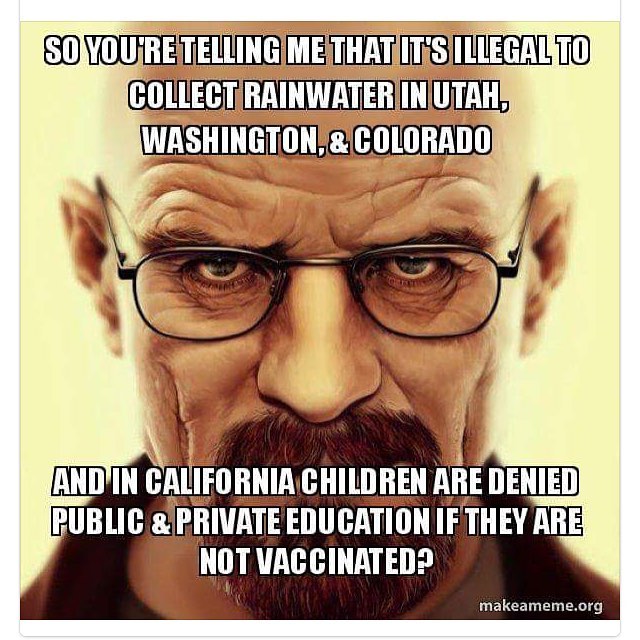 SO YOU'RE TELLING ME THAT IT'S ILLEGAL TO
COLLECT RAINWATER IN UTAH,
WASHINGTON, & COLORADO
AND IN CALIFORNIA CHILDREN ARE DENIED
PUBLIC & PRIVATE EDUCATION IF THEY ARE
NOT VACCINATED?
makeameme.org